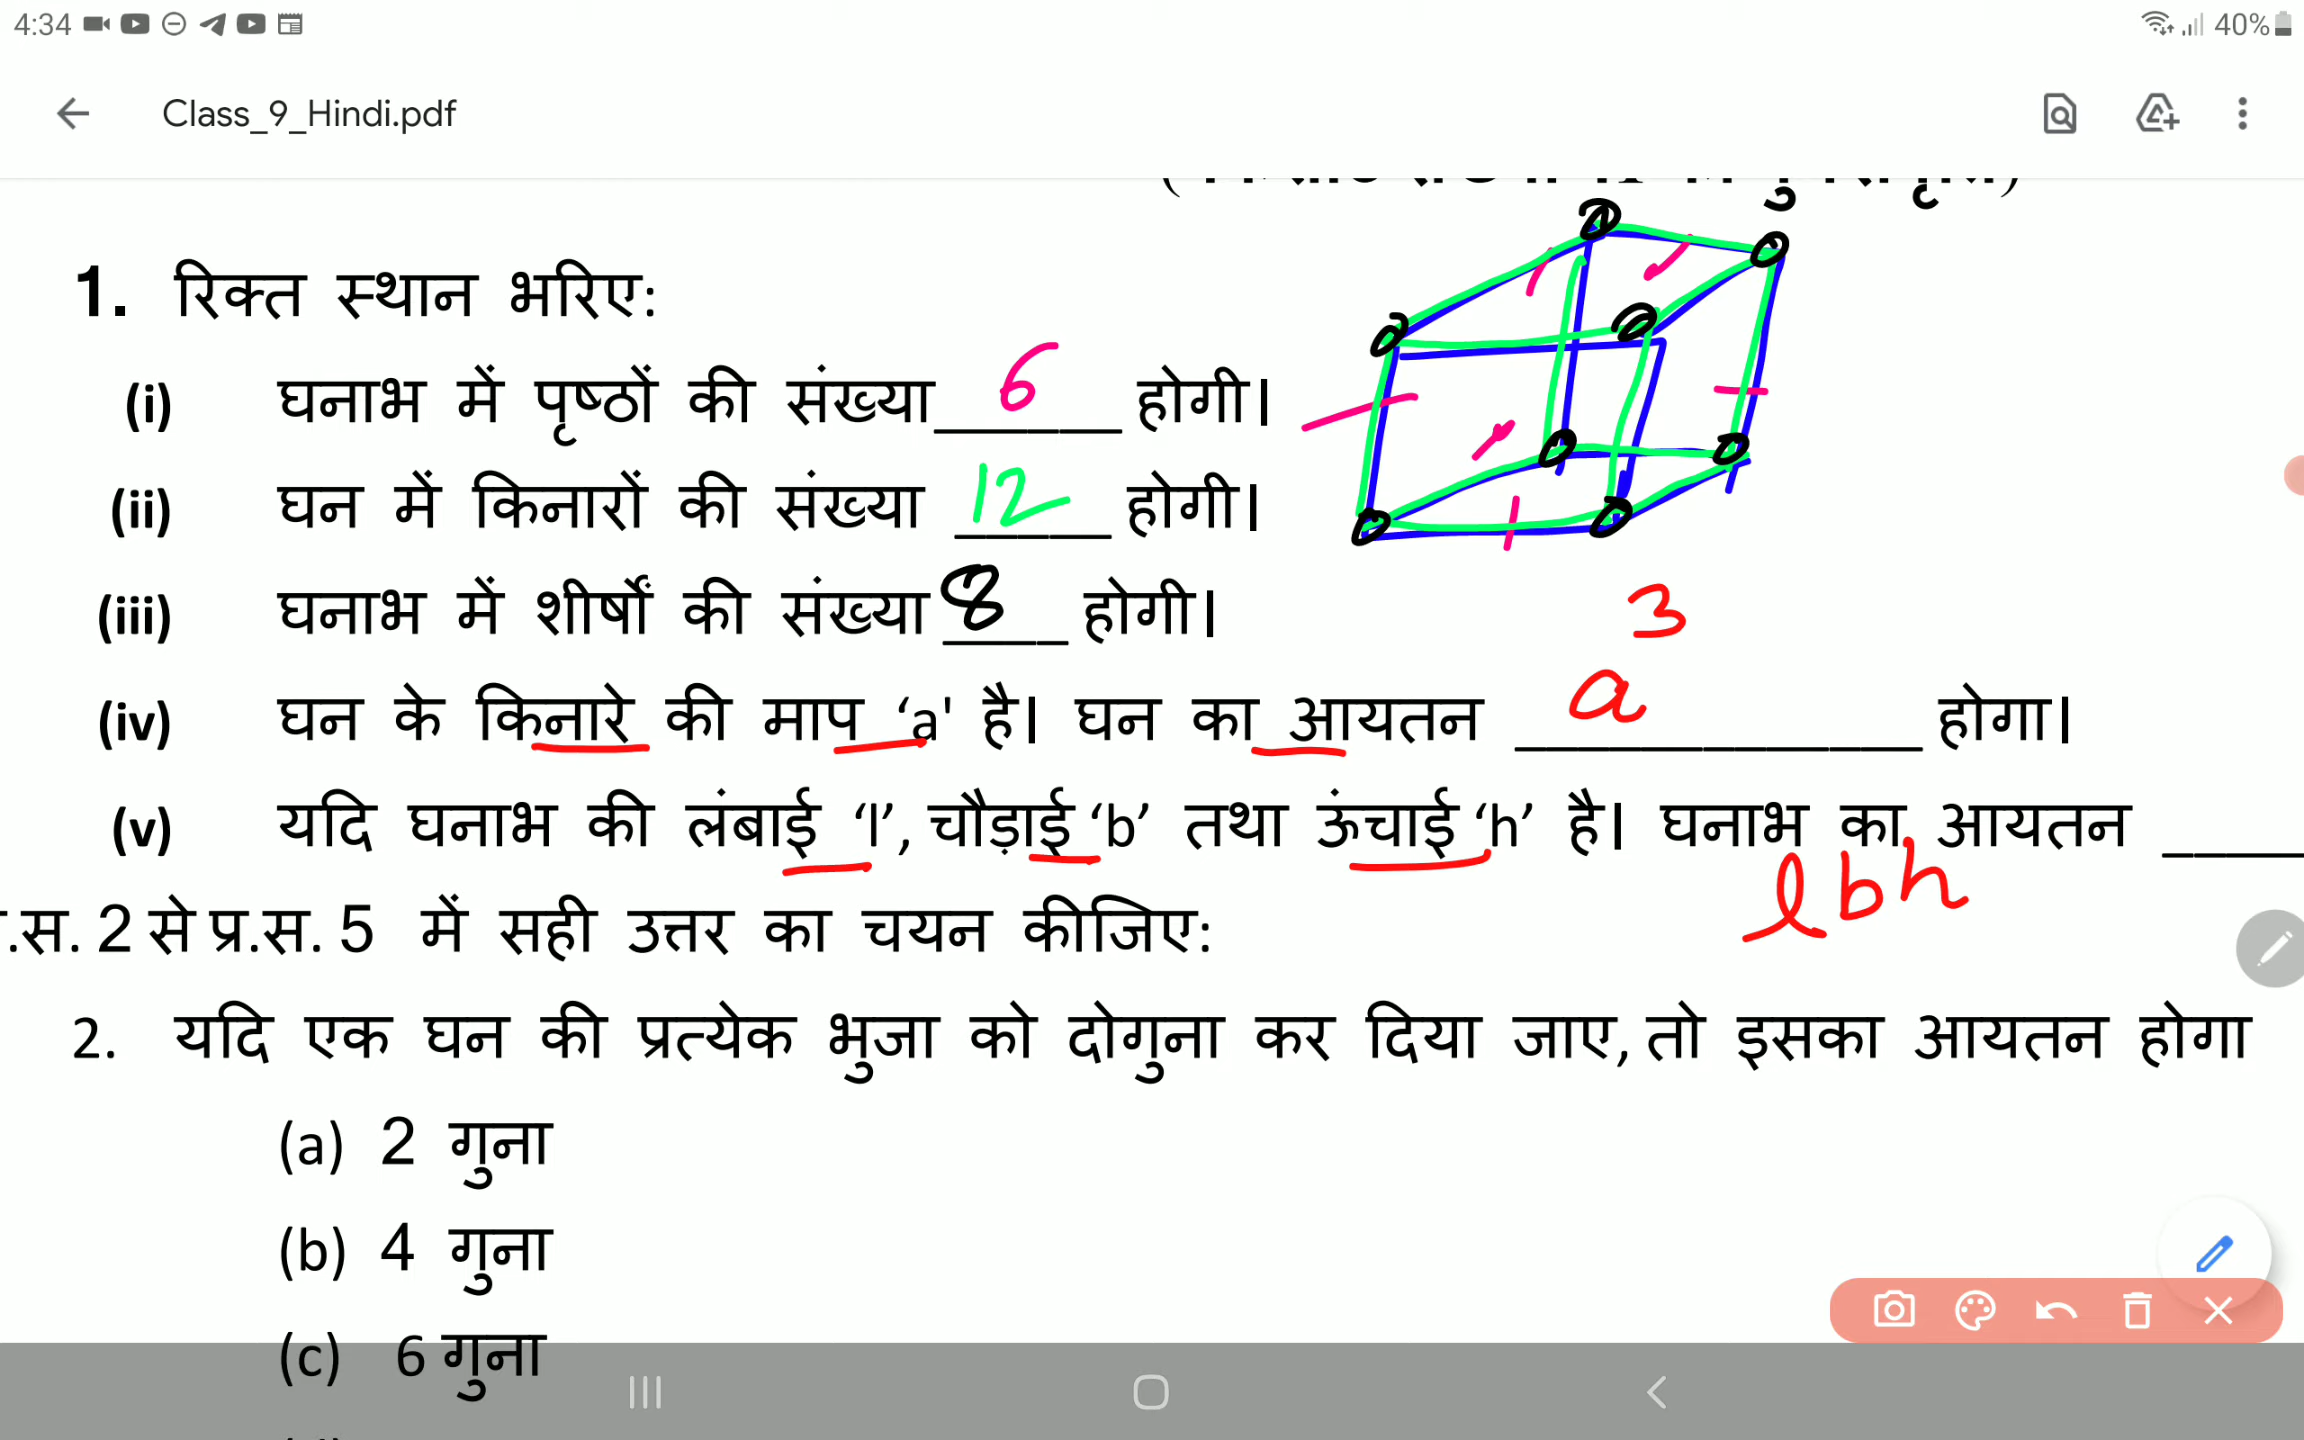 4:34 40%
Class_9_Hindi.pdf
1. रिक्त स्थान भरिए:
(i) घनाभ में पृष्ठों की संख्या 6 होगी।
(ii) घन में किनारों की संख्या 12 होगी।
(iii) घनाभ में शीर्षों की संख्या 8 होगी।
(iv) घन के किनारे की माप ‘a' है। घन का आयतन a 3 होगा।
(v) यदि घनाभ की लंबाई ‘l’, चौड़ाई ‘b’ तथा ऊंचाई ‘h’ है। घनाभ का आयतन ____
lbh
.स. 2 से प्र.स. 5 में सही उत्तर का चयन कीजिए:
2. यदि एक घन की प्रत्येक भुजा को दोगुना कर दिया जाए, तो इसका आयतन होगा
(a) 2 गुना
(b) 4 गुना
(c) 6 गुना